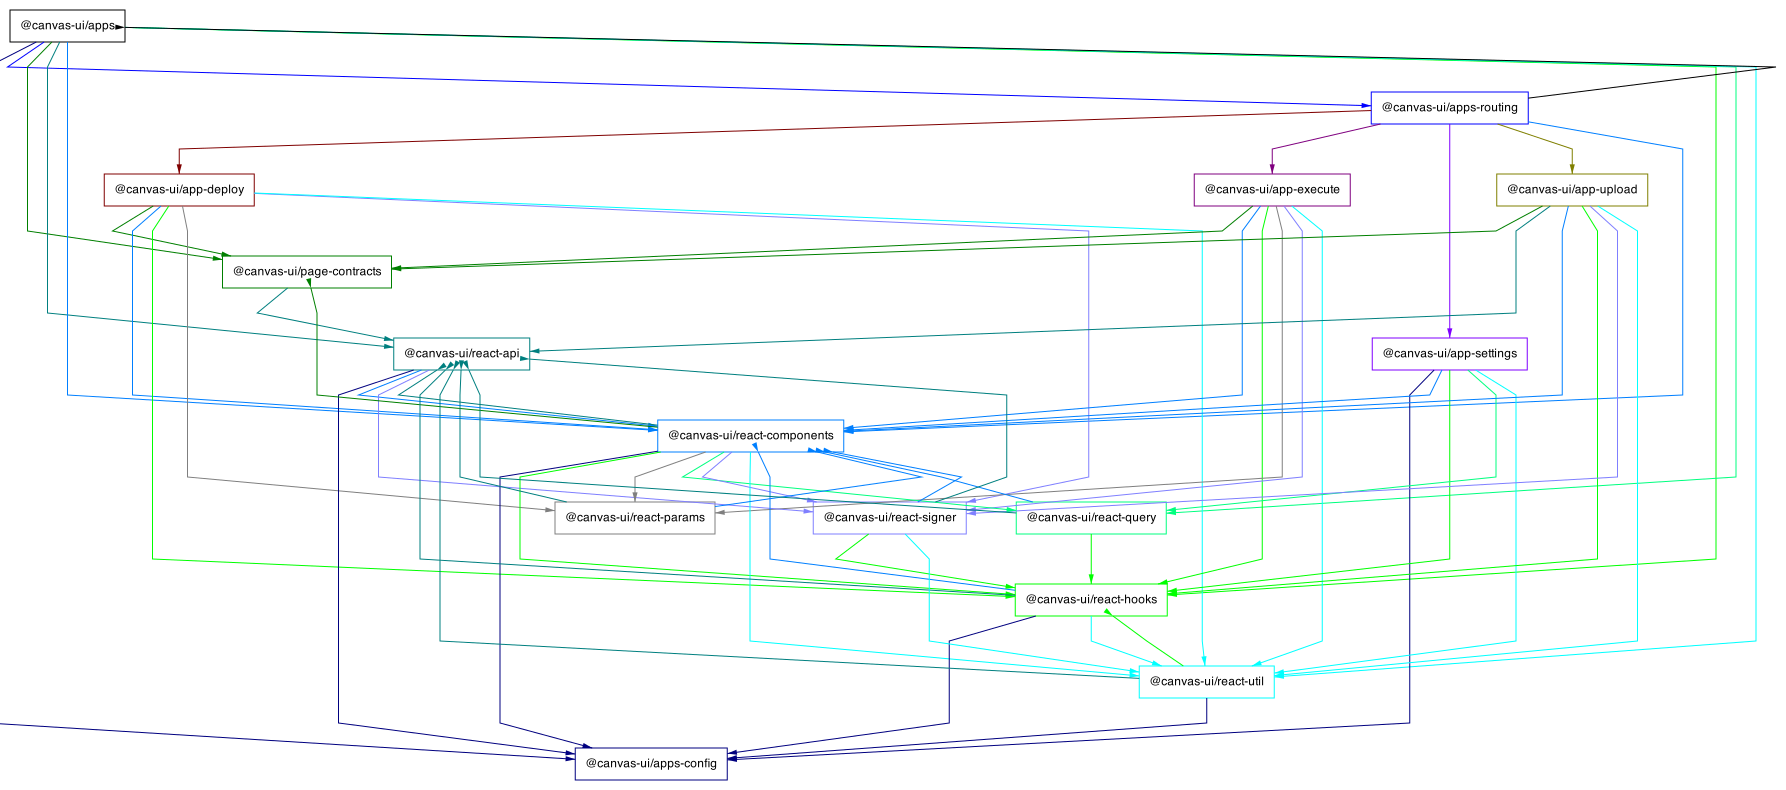 @canvas-ui/apps
@canvas-ui/apps-routing
@canvas-ui/app-deploy
@canvas-ui/app-execute
@canvas-ui/app-upload
@canvas-ui/page-contracts
@canvas-ui/react-api
@canvas-ui/app-settings
@canvas-ui/react-components
@canvas-ui/react-params
@canvas-ui/react-signer
@canvas-ui/react-query
@canvas-ui/react-hooks
@canvas-ui/react-util
@canvas-ui/apps-config